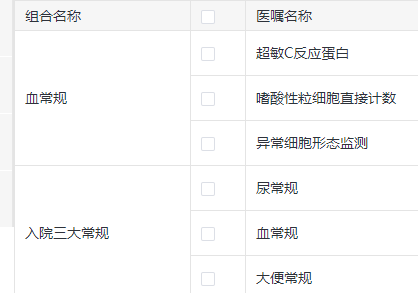 组合名称 医嘱名称
超敏C反应蛋白
血常规 嗜酸性粒细胞直接计数
异常细胞形态监测
尿常规
入院三大常规 血常规
大便常规